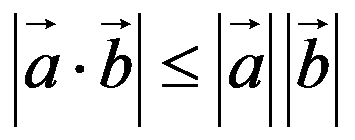 |a⃗ · b⃗| ≤ |a⃗| |b⃗|